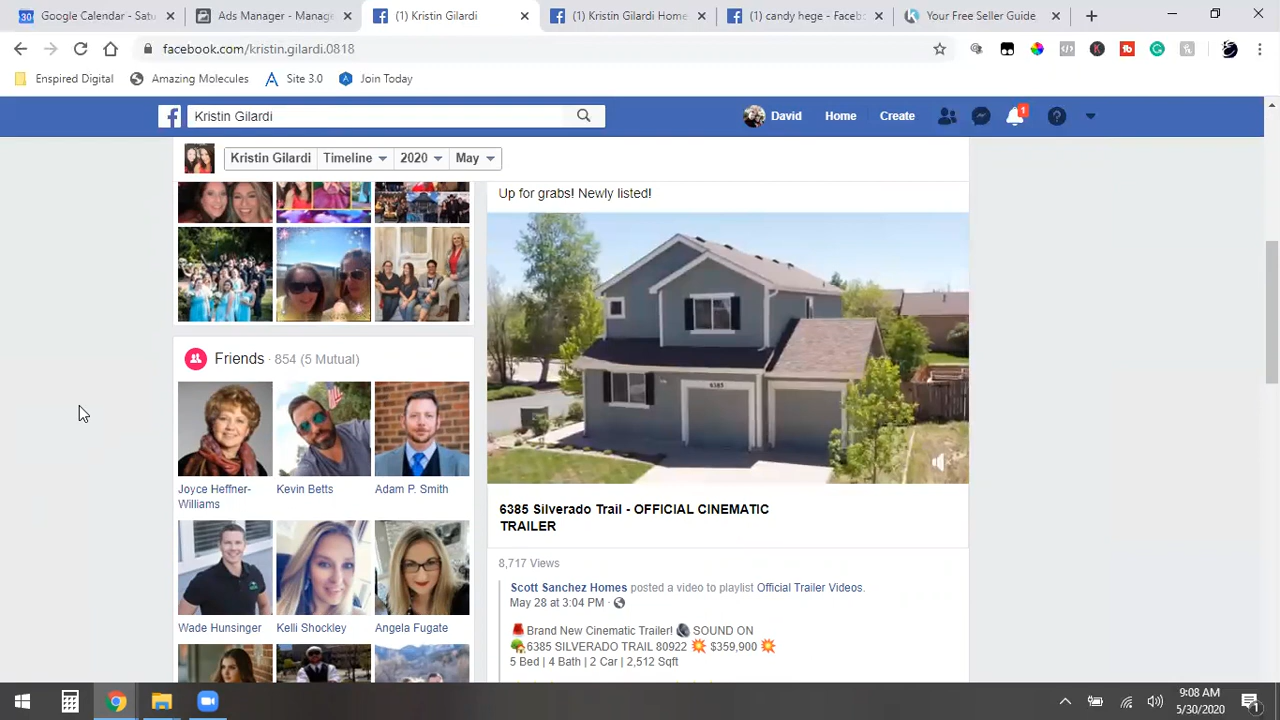 Google Calendar - Satu
Ads Manager - Manage
(1) Kristin Gilardi
(1) Kristin Gilardi Home
(1) candy hege - Facebo
Your Free Seller Guide
facebook.com/kristin.gilardi.0818
Enspired Digital
Amazing Molecules
Site 3.0
Join Today
Kristin Gilardi
David
Home
Create
1
Kristin Gilardi
Timeline
2020
May
Up for grabs! Newly listed!
6385
Friends · 854 (5 Mutual)
Joyce Heffner-
Williams
Kevin Betts
Adam P. Smith
Wade Hunsinger
Kelli Shockley
Angela Fugate
6385 Silverado Trail - OFFICIAL CINEMATIC
TRAILER
8,717 Views
Scott Sanchez Homes posted a video to playlist Official Trailer Videos.
May 28 at 3:04 PM ·
Brand New Cinematic Trailer! SOUND ON
6385 SILVERADO TRAIL 80922 $359,900
5 Bed | 4 Bath | 2 Car | 2,512 Sqft
9:08 AM
5/30/2020
1